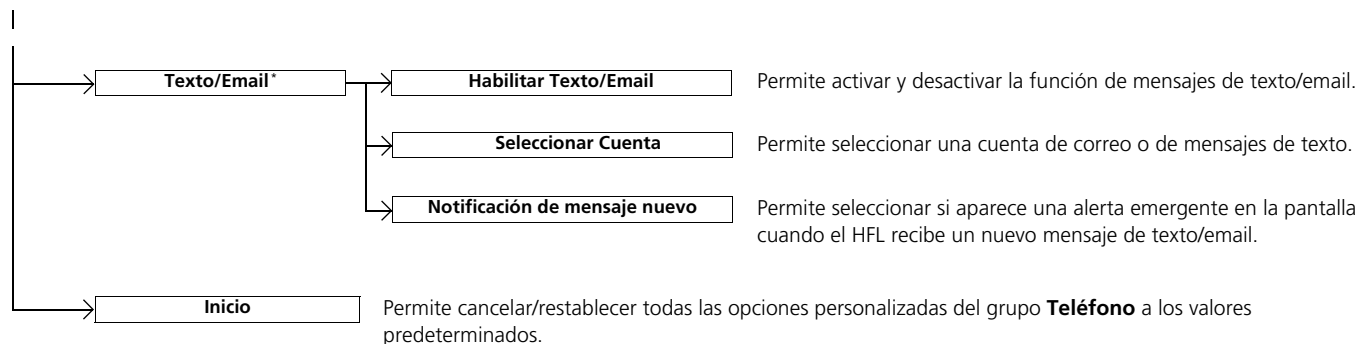 Texto/Email* Habilitar Texto/Email Permite activar y desactivar la función de mensajes de texto/email.
Seleccionar Cuenta Permite seleccionar una cuenta de correo o de mensajes de texto.
Notificación de mensaje nuevo Permite seleccionar si aparece una alerta emergente en la pantalla
cuando el HFL recibe un nuevo mensaje de texto/email.
Inicio Permite cancelar/restablecer todas las opciones personalizadas del grupo Teléfono a los valores
predeterminados.